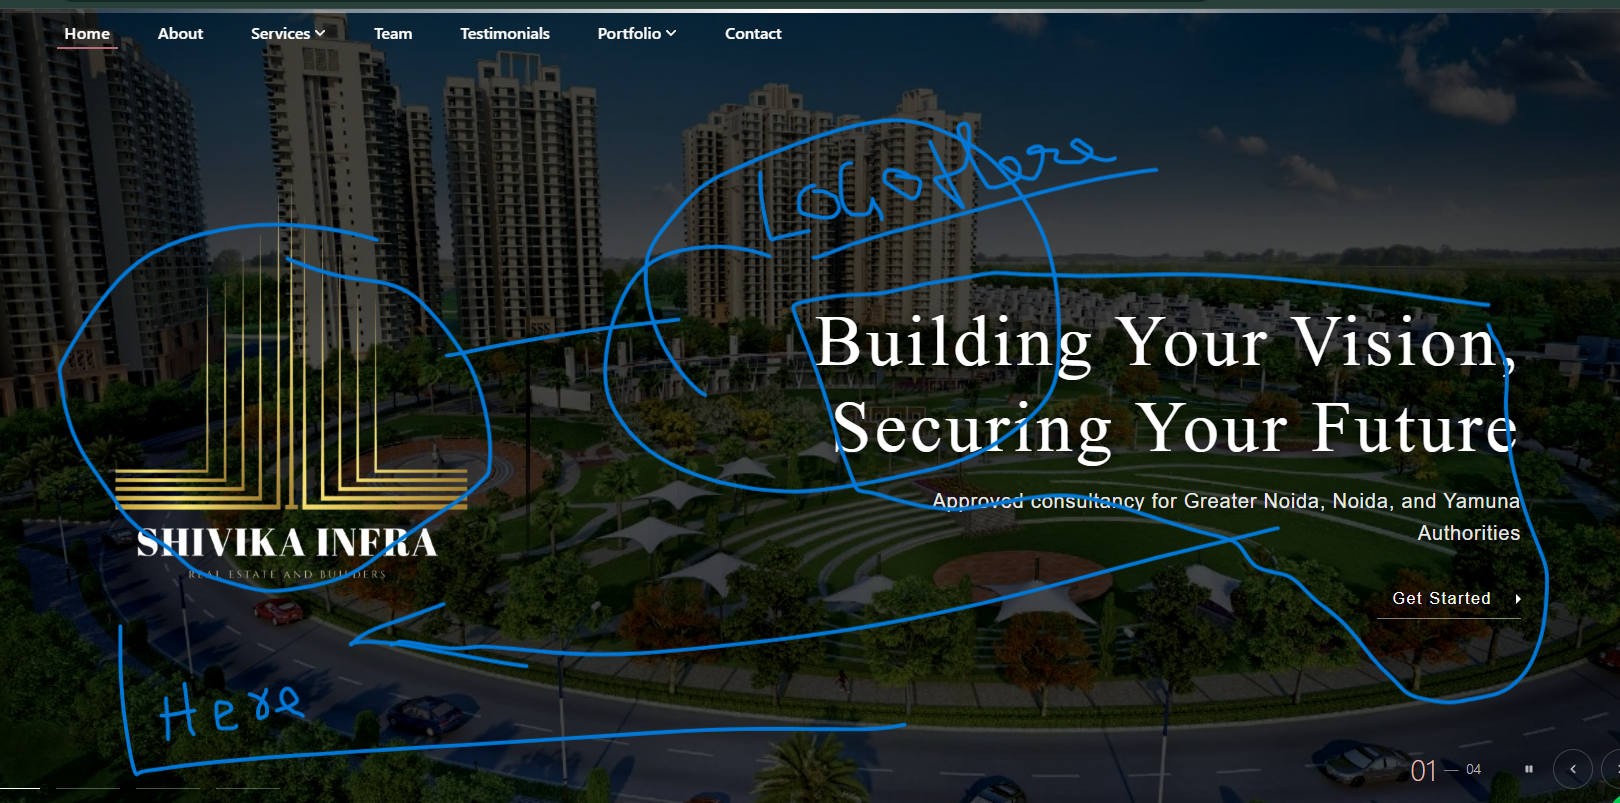 Home About Services Team Testimonials Portfolio Contact
Logo Here
Building Your Vision,
Securing Your Future
Approved consultancy for Greater Noida, Noida, and Yamuna
Authorities
Get Started
SHIVIKA INFRA
REAL ESTATE AND BUILDERS
Here
01 — 04